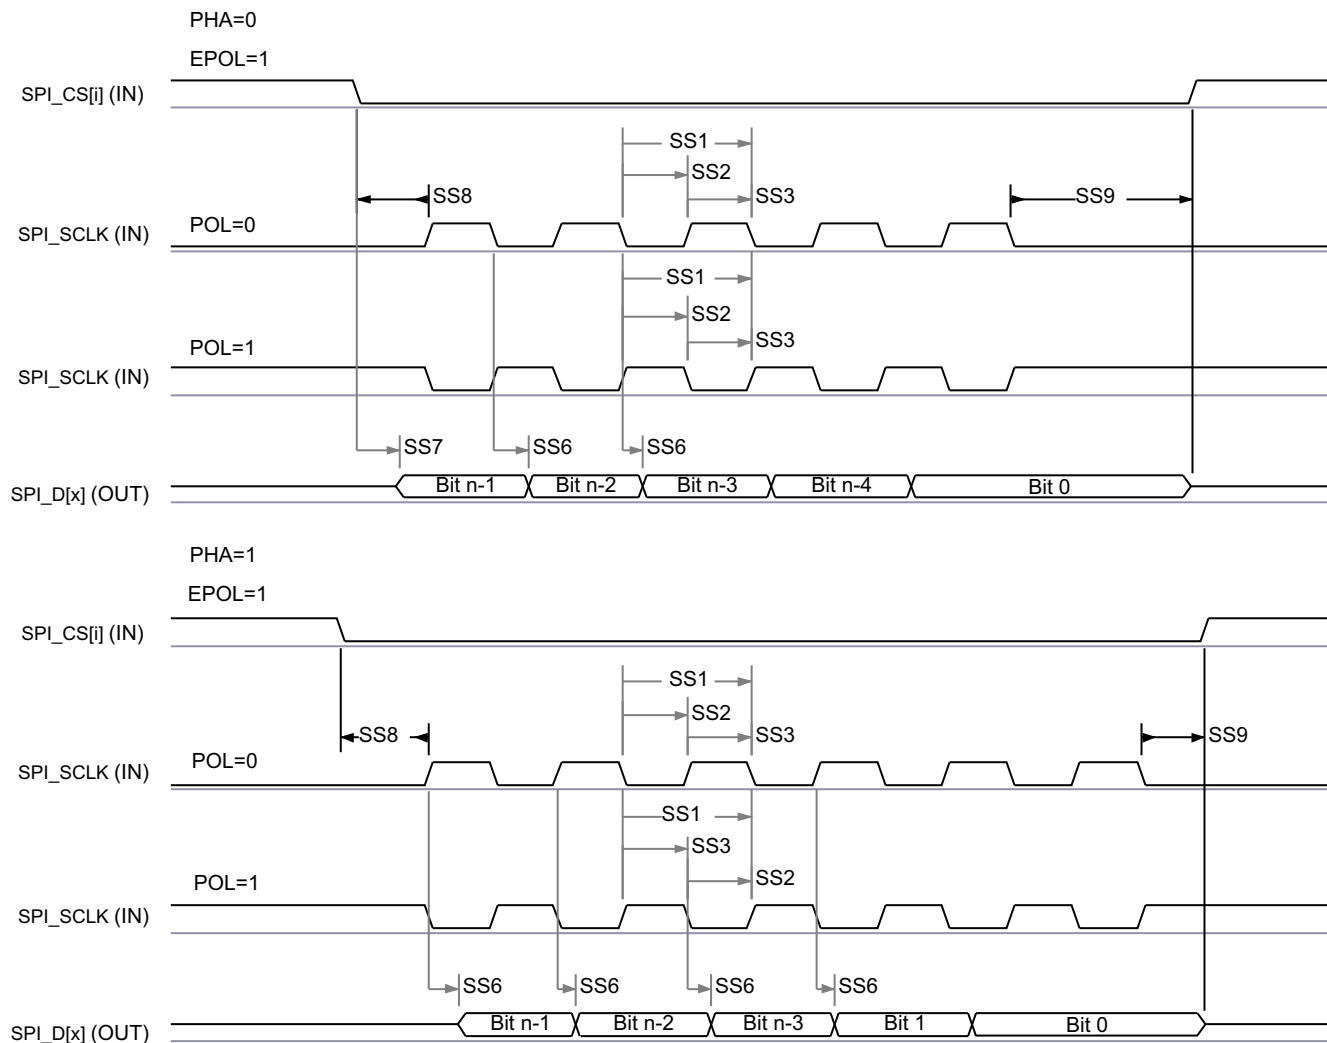 PHA=0
EPOL=1
SPI_CS[i] (IN)
SS1
SS2
SS8 SS3 SS9
POL=0
SPI_SCLK (IN)
SS1
SS2
SS3
POL=1
SPI_SCLK (IN)
SS7 SS6 SS6
SPI_D[x] (OUT) Bit n-1 Bit n-2 Bit n-3 Bit n-4 Bit 0
PHA=1
EPOL=1
SPI_CS[i] (IN)
SS1
SS2
SS8 SS3 SS9
POL=0
SPI_SCLK (IN)
SS1
SS3
SS2
POL=1
SPI_SCLK (IN)
SS6 SS6 SS6 SS6
SPI_D[x] (OUT) Bit n-1 Bit n-2 Bit n-3 Bit 1 Bit 0